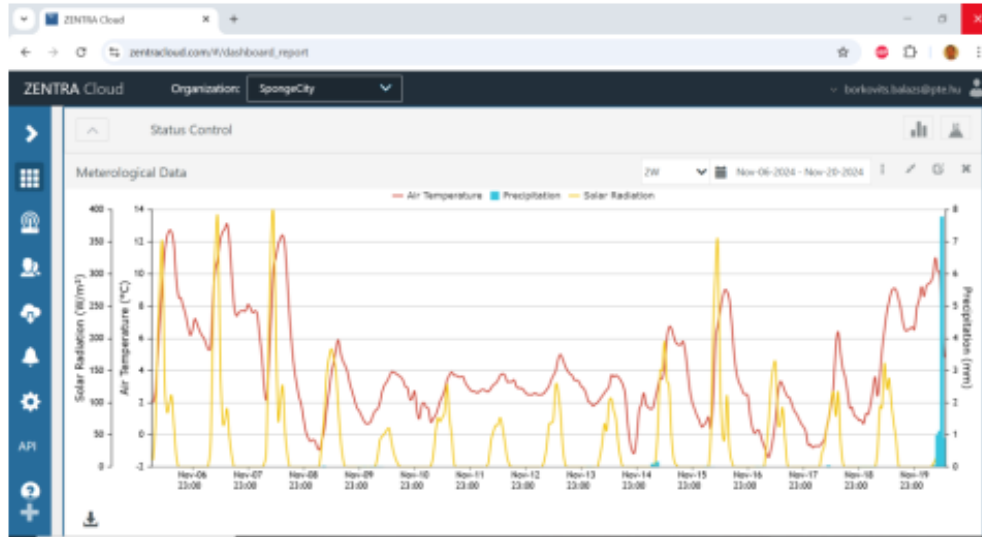 ZENTRA Cloud
zentracloud.com/#/dashboard_report
ZENTRA Cloud
Organization:
SpongeCity
borkovits.balazs@pte.hu
Status Control
Meterological Data
2W
Nov-06-2024 - Nov-20-2024
Air Temperature
Precipitation
Solar Radiation
400
350
300
250
200
150
100
50
0
Solar Radiation (W/m²)
14
12
10
8
6
4
2
0
-2
Air Temperature (°C)
8
7
6
5
4
3
2
1
0
Precipitation (mm)
Nov-06 Nov-07 Nov-08 Nov-09 Nov-10 Nov-11 Nov-12 Nov-13 Nov-14 Nov-15 Nov-16 Nov-17 Nov-18 Nov-19
23:00 23:00 23:00 23:00 23:00 23:00 23:00 23:00 23:00 23:00 23:00 23:00 23:00 23:00
API